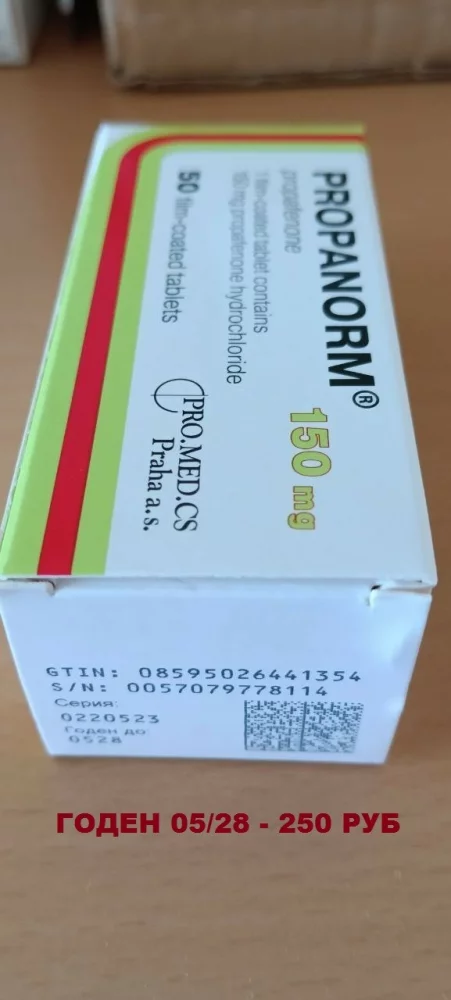 PROPANORM®
150 mg
propafenone
1 film-coated tablet contains
150 mg propafenone hydrochloride
50 film-coated tablets
PRO.MED.CS
Praha a. s.
GTIN: 08595026441354
S/N: 0057079778114
Серия:
0220523
Годен до:
0528
ГОДЕН 05/28 - 250 РУБ